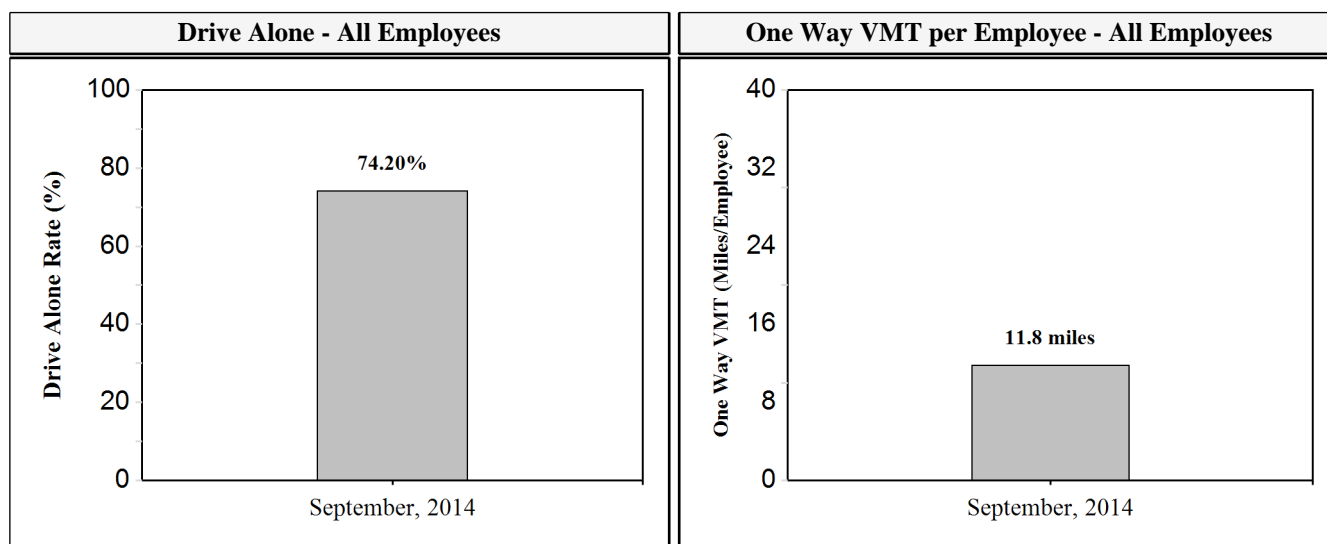 Drive Alone - All Employees
One Way VMT per Employee - All Employees
Drive Alone Rate (%)
100
80
60
40
20
0
74.20%
September, 2014
One Way VMT (Miles/Employee)
40
32
24
16
8
0
11.8 miles
September, 2014